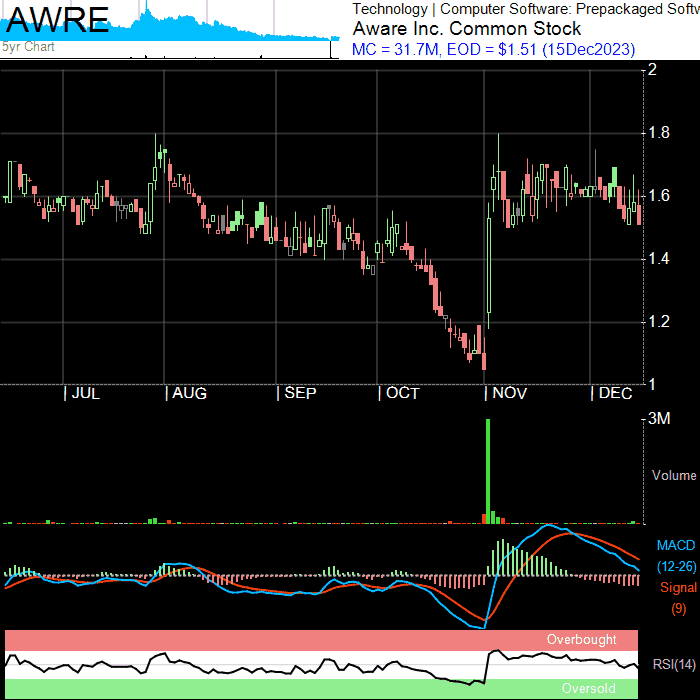 AWRE
5yr Chart
Technology | Computer Software: Prepackaged Softw
Aware Inc. Common Stock
MC = 31.7M, EOD = $1.51 (15Dec2023)
2
1.8
1.6
1.4
1.2
1
| JUL | AUG | SEP | OCT | NOV | DEC
3M
Volume
MACD
(12-26)
Signal
(9)
Overbought
RSI(14)
Oversold